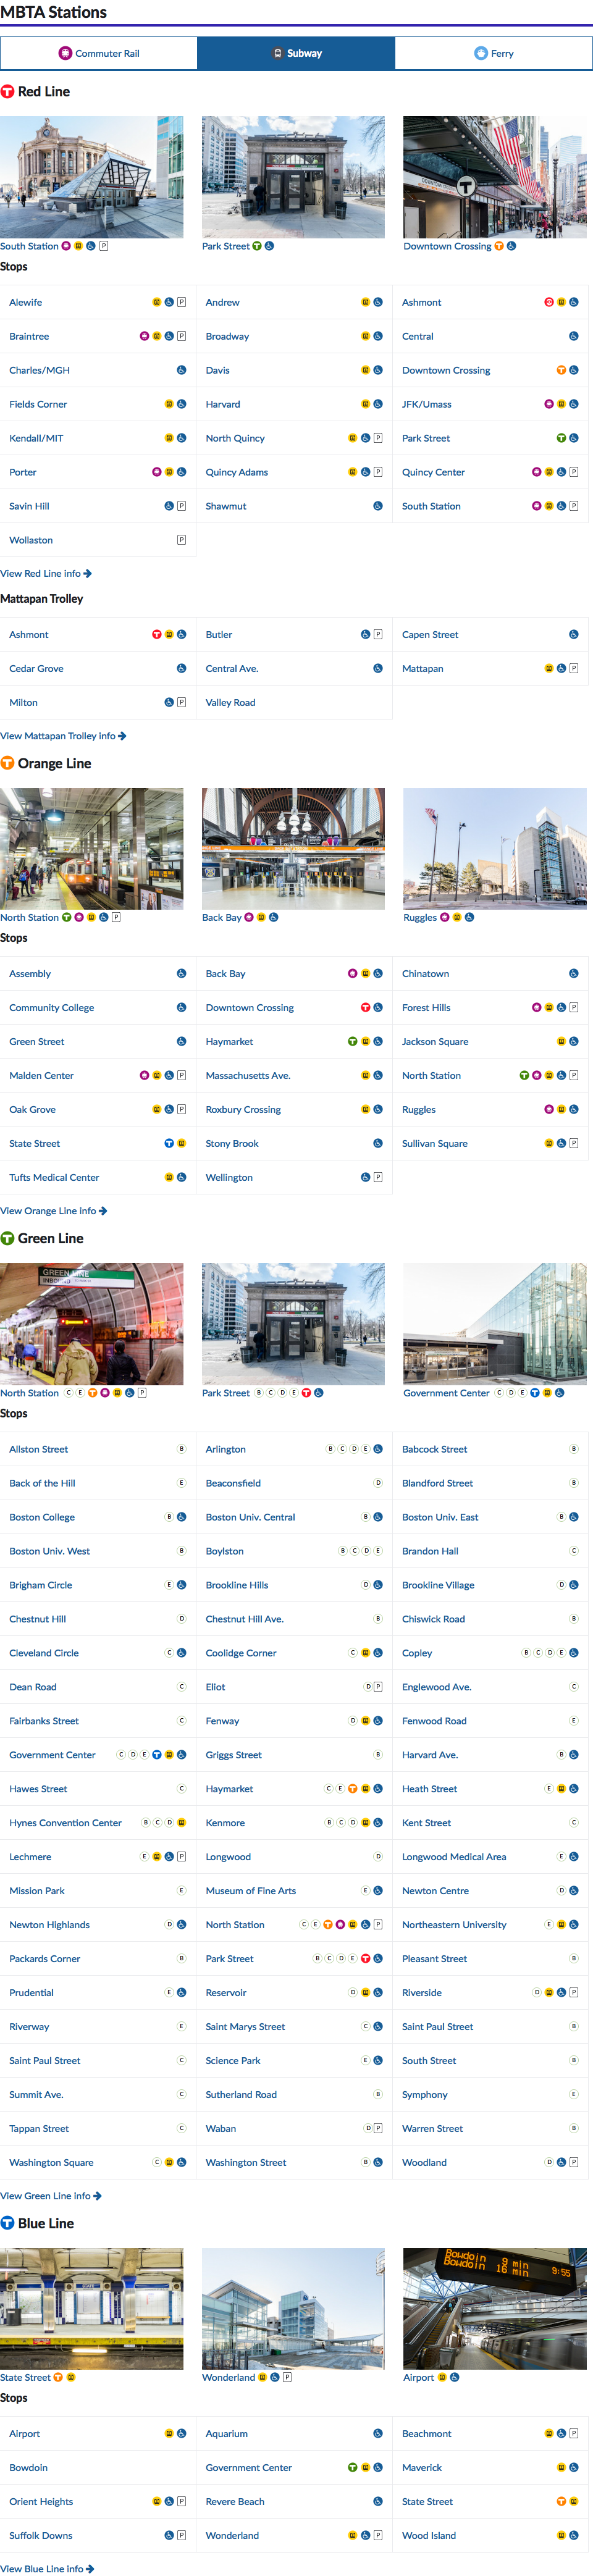 MBTA Stations
Commuter Rail Subway Ferry
T Red Line
South Station P Park Street T Downtown Crossing T
Stops
Alewife P Andrew Ashmont
Braintree P Broadway Central
Charles/MGH Davis Downtown Crossing T
Fields Corner Harvard JFK/Umass
Kendall/MIT North Quincy P Park Street T
Porter Quincy Adams P Quincy Center P
Savin Hill P Shawmut South Station P
Wollaston P
View Red Line info
Mattapan Trolley
Ashmont T Butler P Capen Street
Cedar Grove Central Ave. Mattapan P
Milton P Valley Road
View Mattapan Trolley info
T Orange Line
North Station T P Back Bay Ruggles
Stops
Assembly Back Bay Chinatown
Community College Downtown Crossing T Forest Hills P
Green Street Haymarket T Jackson Square
Malden Center P Massachusetts Ave. North Station T P
Oak Grove P Roxbury Crossing Ruggles
State Street T Stony Brook Sullivan Square P
Tufts Medical Center Wellington P
View Orange Line info
T Green Line
GREEN LINE
INBOUND
North Station C E T P Park Street B C D E T Government Center C D E T
Stops
Allston Street B Arlington B C D E Babcock Street B
Back of the Hill E Beaconsfield D Blandford Street B
Boston College B Boston Univ. Central B Boston Univ. East B
Boston Univ. West B Boylston B C D E Brandon Hall C
Brigham Circle E Brookline Hills D Brookline Village D
Chestnut Hill D Chestnut Hill Ave. B Chiswick Road B
Cleveland Circle C Coolidge Corner C Copley B C D E
Dean Road C Eliot D P Englewood Ave. C
Fairbanks Street C Fenway D Fenwood Road E
Government Center C D E T Griggs Street B Harvard Ave. B
Hawes Street C Haymarket C E T Heath Street E
Hynes Convention Center B C D Kenmore B C D Kent Street C
Lechmere E P Longwood D Longwood Medical Area E
Mission Park E Museum of Fine Arts E Newton Centre D
Newton Highlands D North Station C E T P Northeastern University E
Packards Corner B Park Street B C D E T Pleasant Street B
Prudential E Reservoir D Riverside D P
Riverway E Saint Marys Street C Saint Paul Street B
Saint Paul Street C Science Park E South Street B
Summit Ave. C Sutherland Road B Symphony E
Tappan Street C Waban D P Warren Street B
Washington Square C Washington Street B Woodland D P
View Green Line info
T Blue Line
Bowdoin 9 min
Bowdoin 16 min 9:55
State Street T Wonderland P Airport
Stops
Airport Aquarium Beachmont P
Bowdoin Government Center T Maverick
Orient Heights P Revere Beach State Street T
Suffolk Downs P Wonderland P Wood Island
View Blue Line info